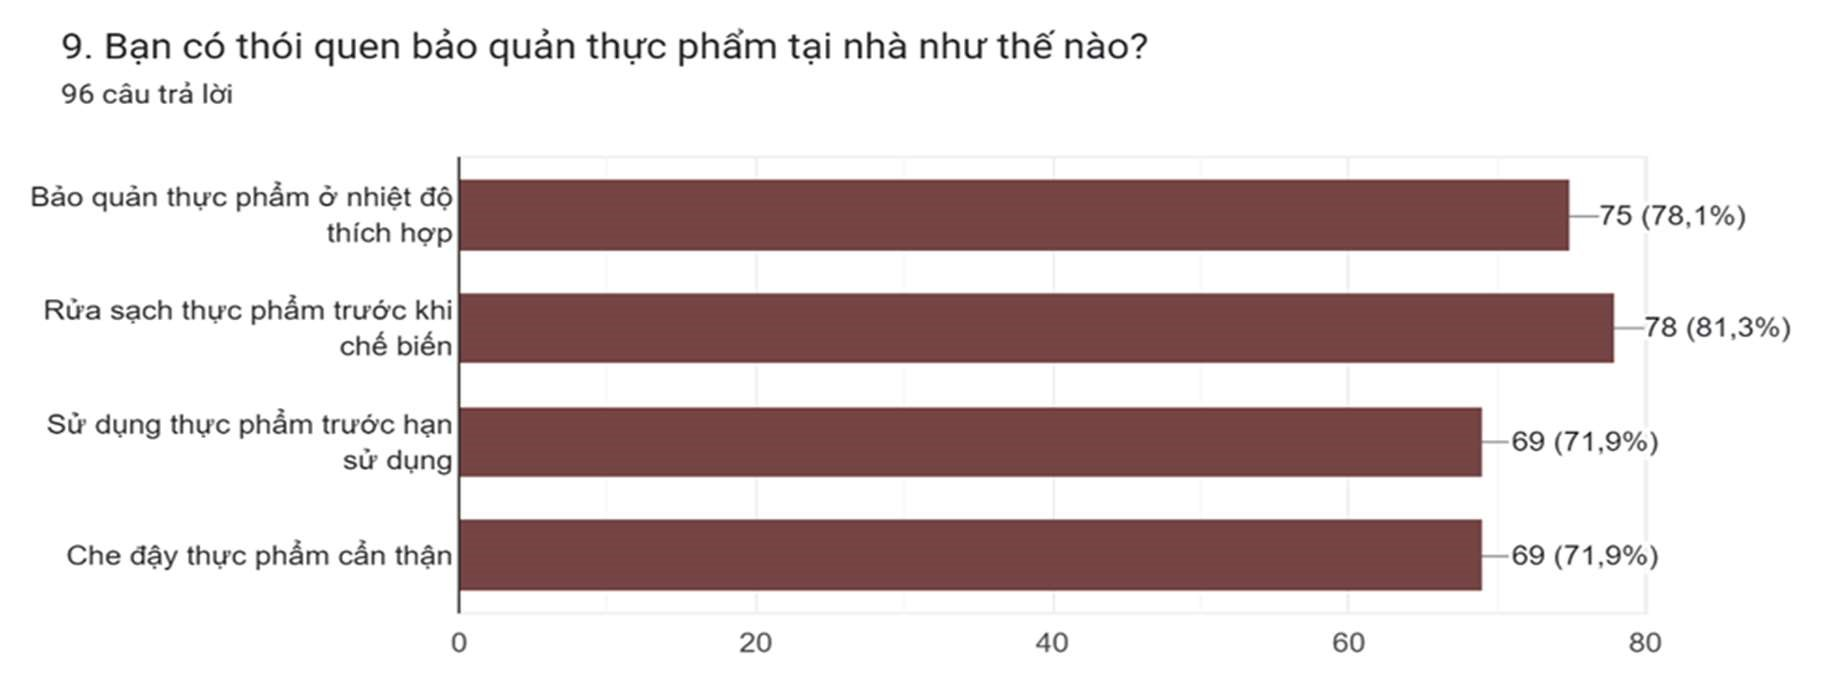 9. Bạn có thói quen bảo quản thực phẩm tại nhà như thế nào?
96 câu trả lời
Bảo quản thực phẩm ở nhiệt độ
thích hợp
75 (78,1%)
Rửa sạch thực phẩm trước khi
chế biến
78 (81,3%)
Sử dụng thực phẩm trước hạn
sử dụng
69 (71,9%)
Che đậy thực phẩm cẩn thận
69 (71,9%)
0 20 40 60 80